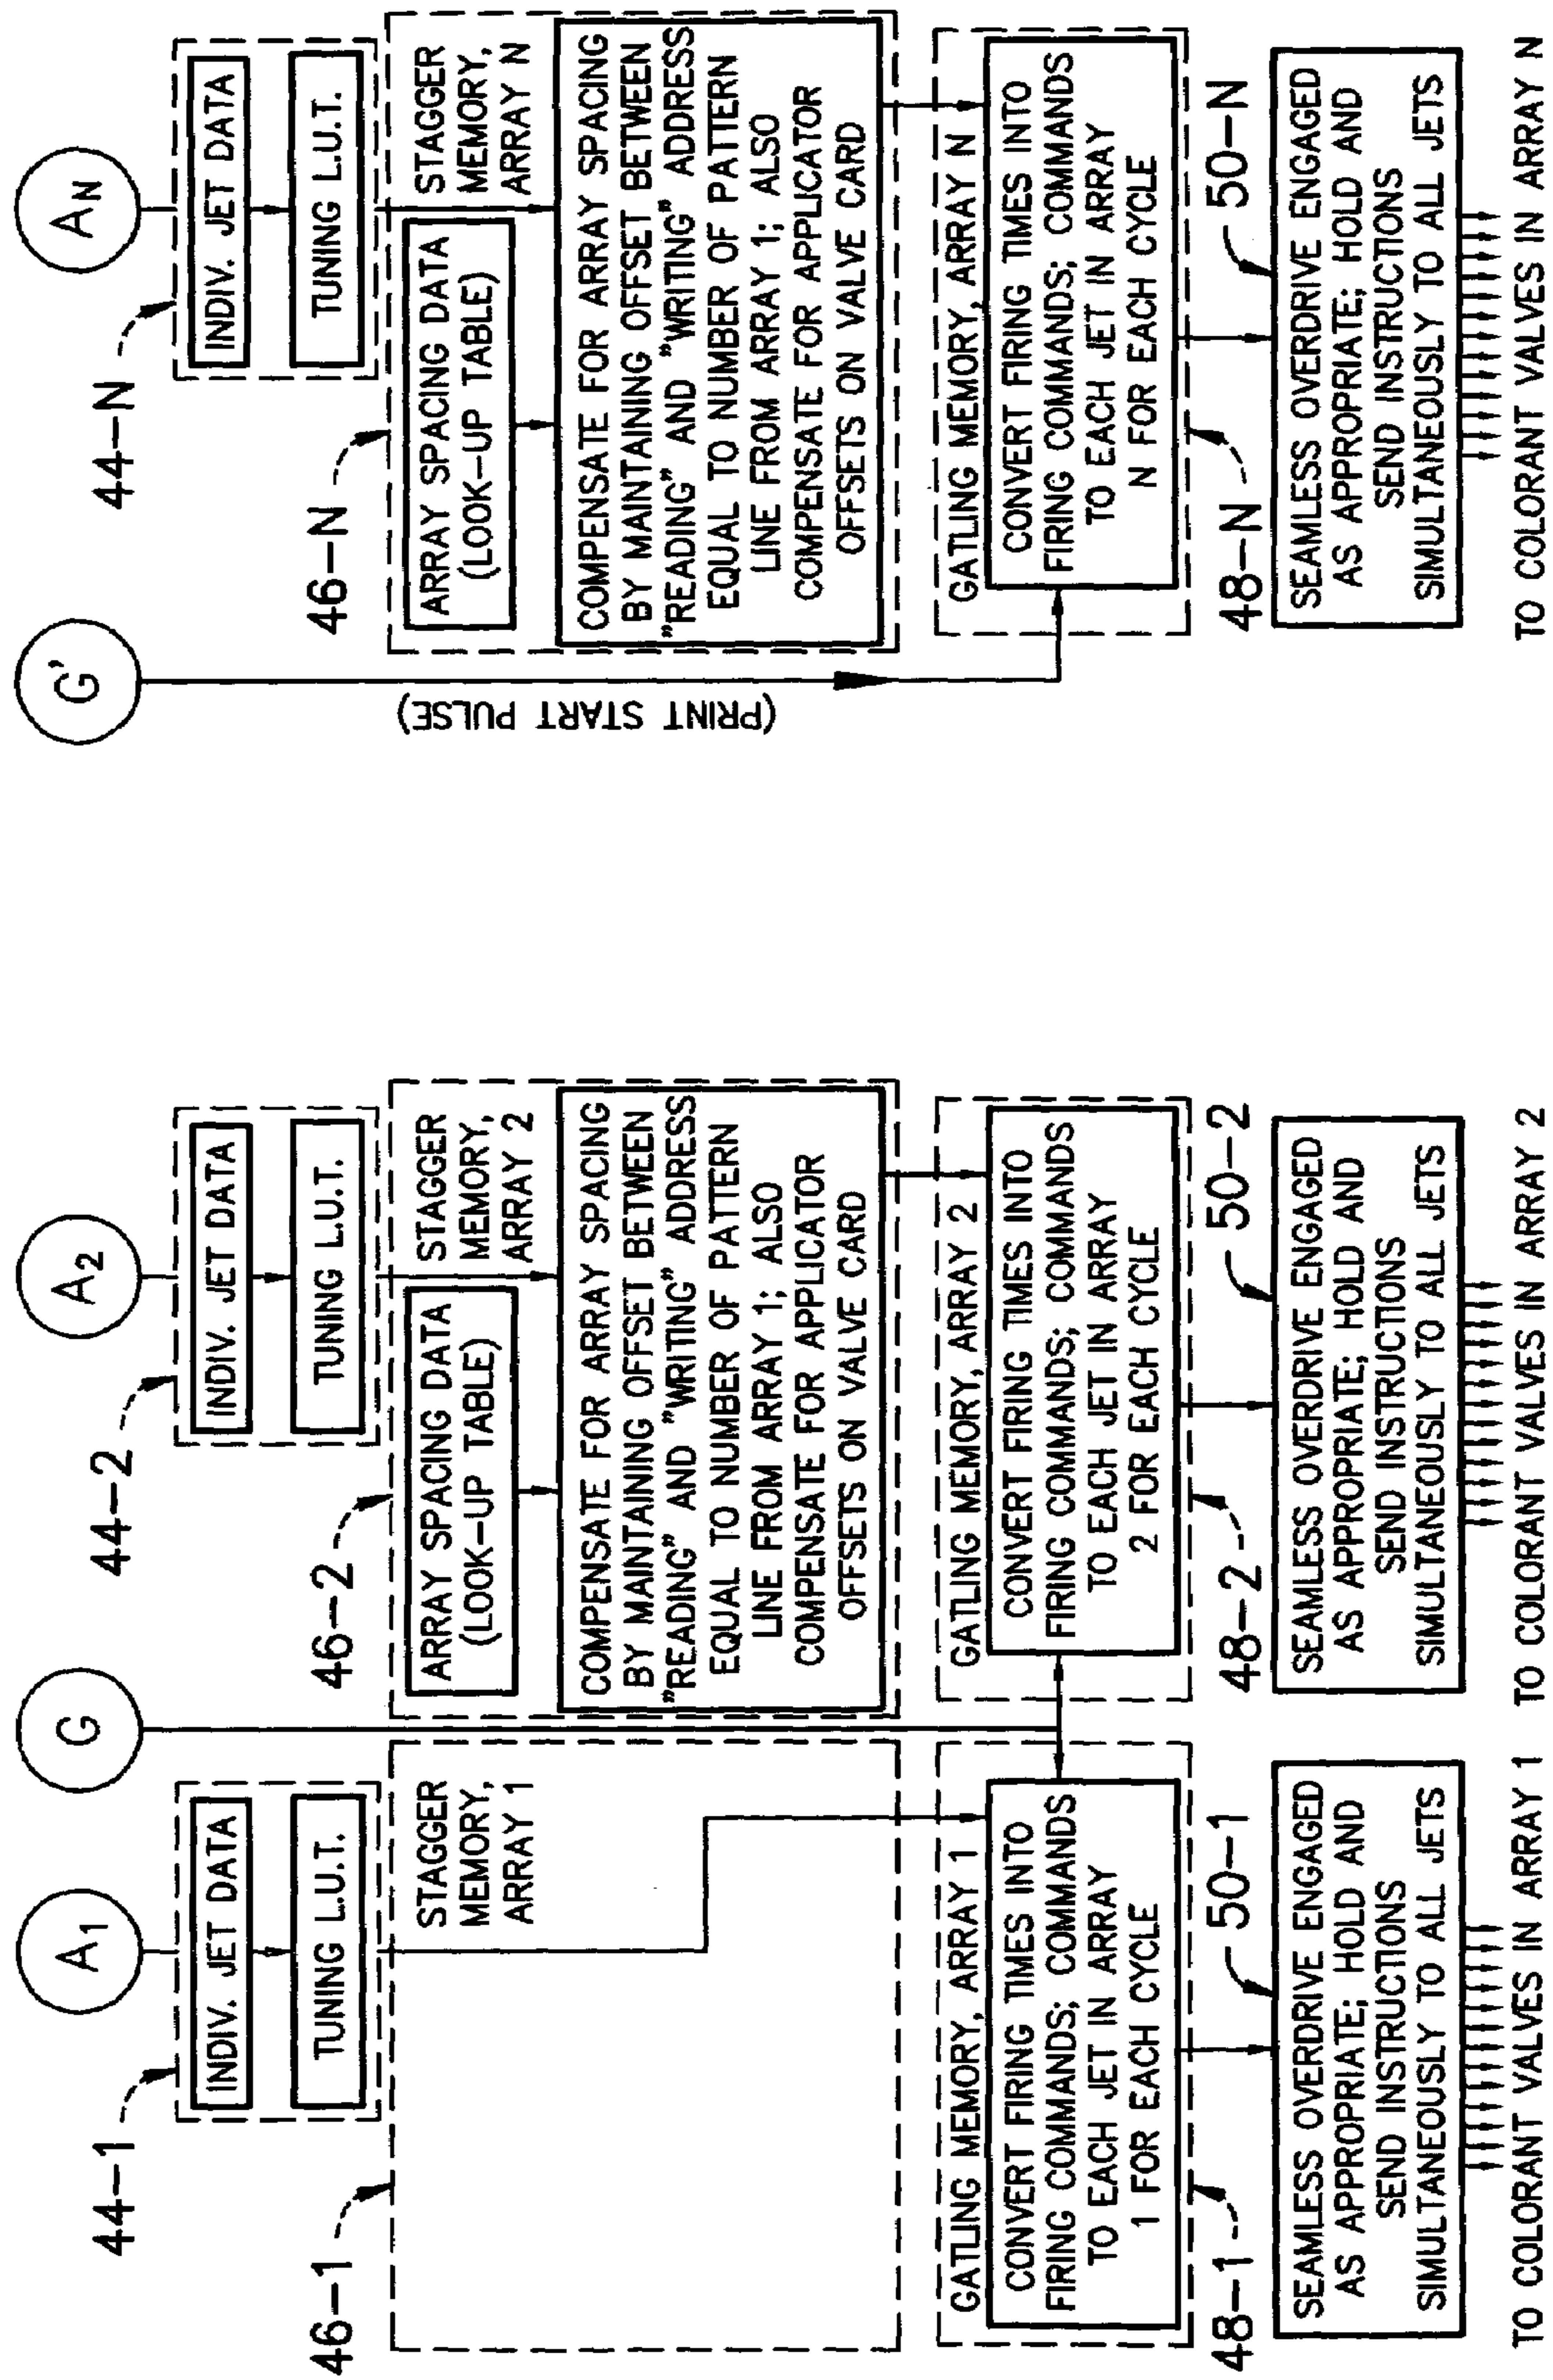 A1
44-1
INDIV. JET DATA
TUNING L.U.T.
46-1
STAGGER
MEMORY,
ARRAY 1
GATLING MEMORY, ARRAY 1
CONVERT FIRING TIMES INTO
FIRING COMMANDS; COMMANDS
TO EACH JET IN ARRAY
1 FOR EACH CYCLE
48-1
50-1
SEAMLESS OVERDRIVE ENGAGED
AS APPROPRIATE; HOLD AND
SEND INSTRUCTIONS
SIMULTANEOUSLY TO ALL JETS
TO COLORANT VALVES IN ARRAY 1
G
A2
44-2
INDIV. JET DATA
TUNING L.U.T.
46-2
STAGGER
MEMORY,
ARRAY 2
ARRAY SPACING DATA
(LOOK-UP TABLE)
COMPENSATE FOR ARRAY SPACING
BY MAINTAINING OFFSET BETWEEN
"READING" AND "WRITING" ADDRESS
EQUAL TO NUMBER OF PATTERN
LINE FROM ARRAY 1; ALSO
COMPENSATE FOR APPLICATOR
OFFSETS ON VALVE CARD
GATLING MEMORY, ARRAY 2
CONVERT FIRING TIMES INTO
FIRING COMMANDS; COMMANDS
TO EACH JET IN ARRAY
2 FOR EACH CYCLE
48-2
50-2
SEAMLESS OVERDRIVE ENGAGED
AS APPROPRIATE; HOLD AND
SEND INSTRUCTIONS
SIMULTANEOUSLY TO ALL JETS
TO COLORANT VALVES IN ARRAY 2
G'
(PRINT START PULSE)
AN
44-N
INDIV. JET DATA
TUNING L.U.T.
46-N
STAGGER
MEMORY,
ARRAY N
ARRAY SPACING DATA
(LOOK-UP TABLE)
COMPENSATE FOR ARRAY SPACING
BY MAINTAINING OFFSET BETWEEN
"READING" AND "WRITING" ADDRESS
EQUAL TO NUMBER OF PATTERN
LINE FROM ARRAY 1; ALSO
COMPENSATE FOR APPLICATOR
OFFSETS ON VALVE CARD
GATLING MEMORY, ARRAY N
CONVERT FIRING TIMES INTO
FIRING COMMANDS; COMMANDS
TO EACH JET IN ARRAY
N FOR EACH CYCLE
48-N
50-N
SEAMLESS OVERDRIVE ENGAGED
AS APPROPRIATE; HOLD AND
SEND INSTRUCTIONS
SIMULTANEOUSLY TO ALL JETS
TO COLORANT VALVES IN ARRAY N